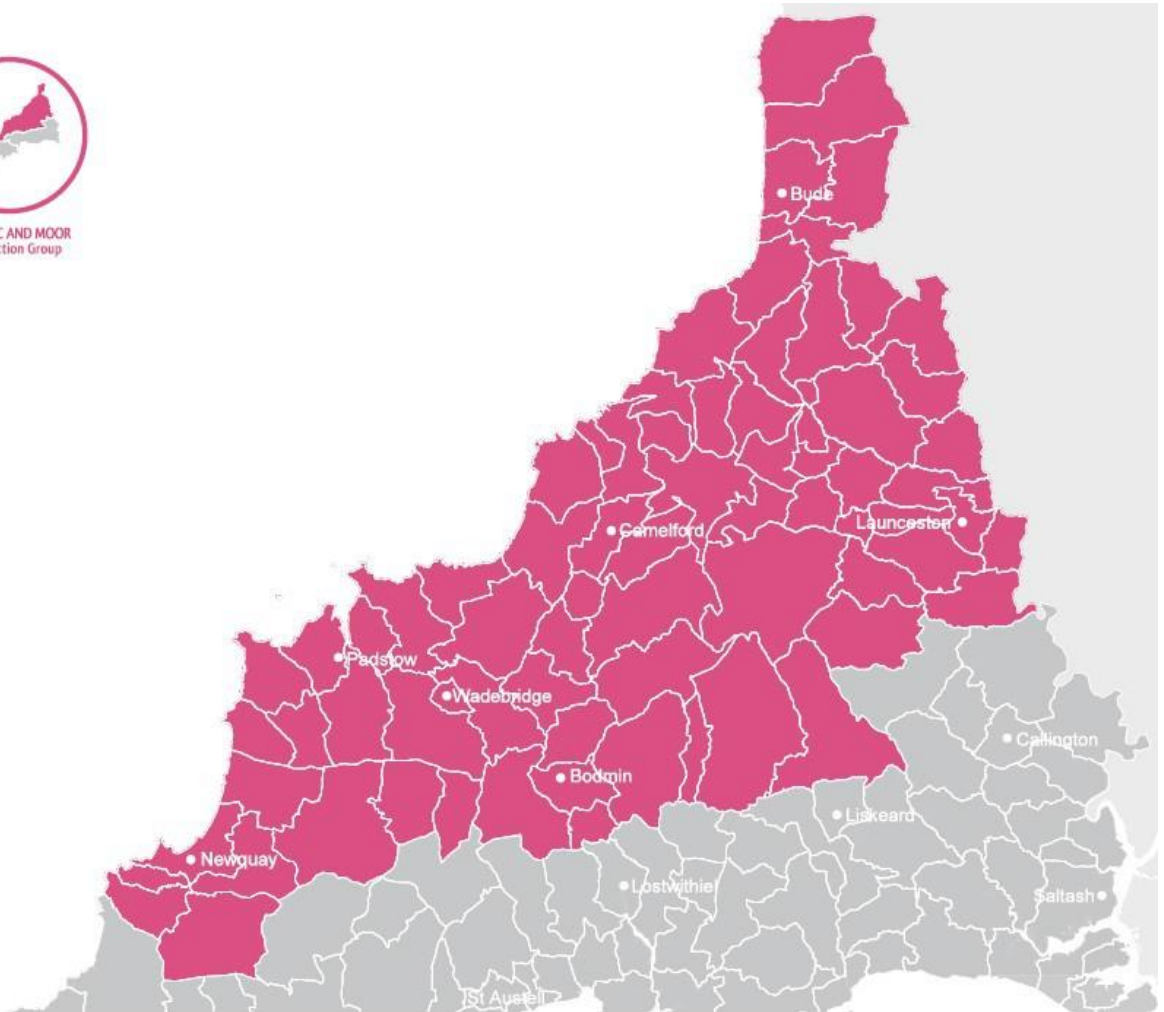 C AND MOOR
ction Group
Bude
Camelford
Launceston
Padstow
Wadebridge
Callington
Bodmin
Liskeard
Newquay
Lostwithiel
Saltash
St Austell